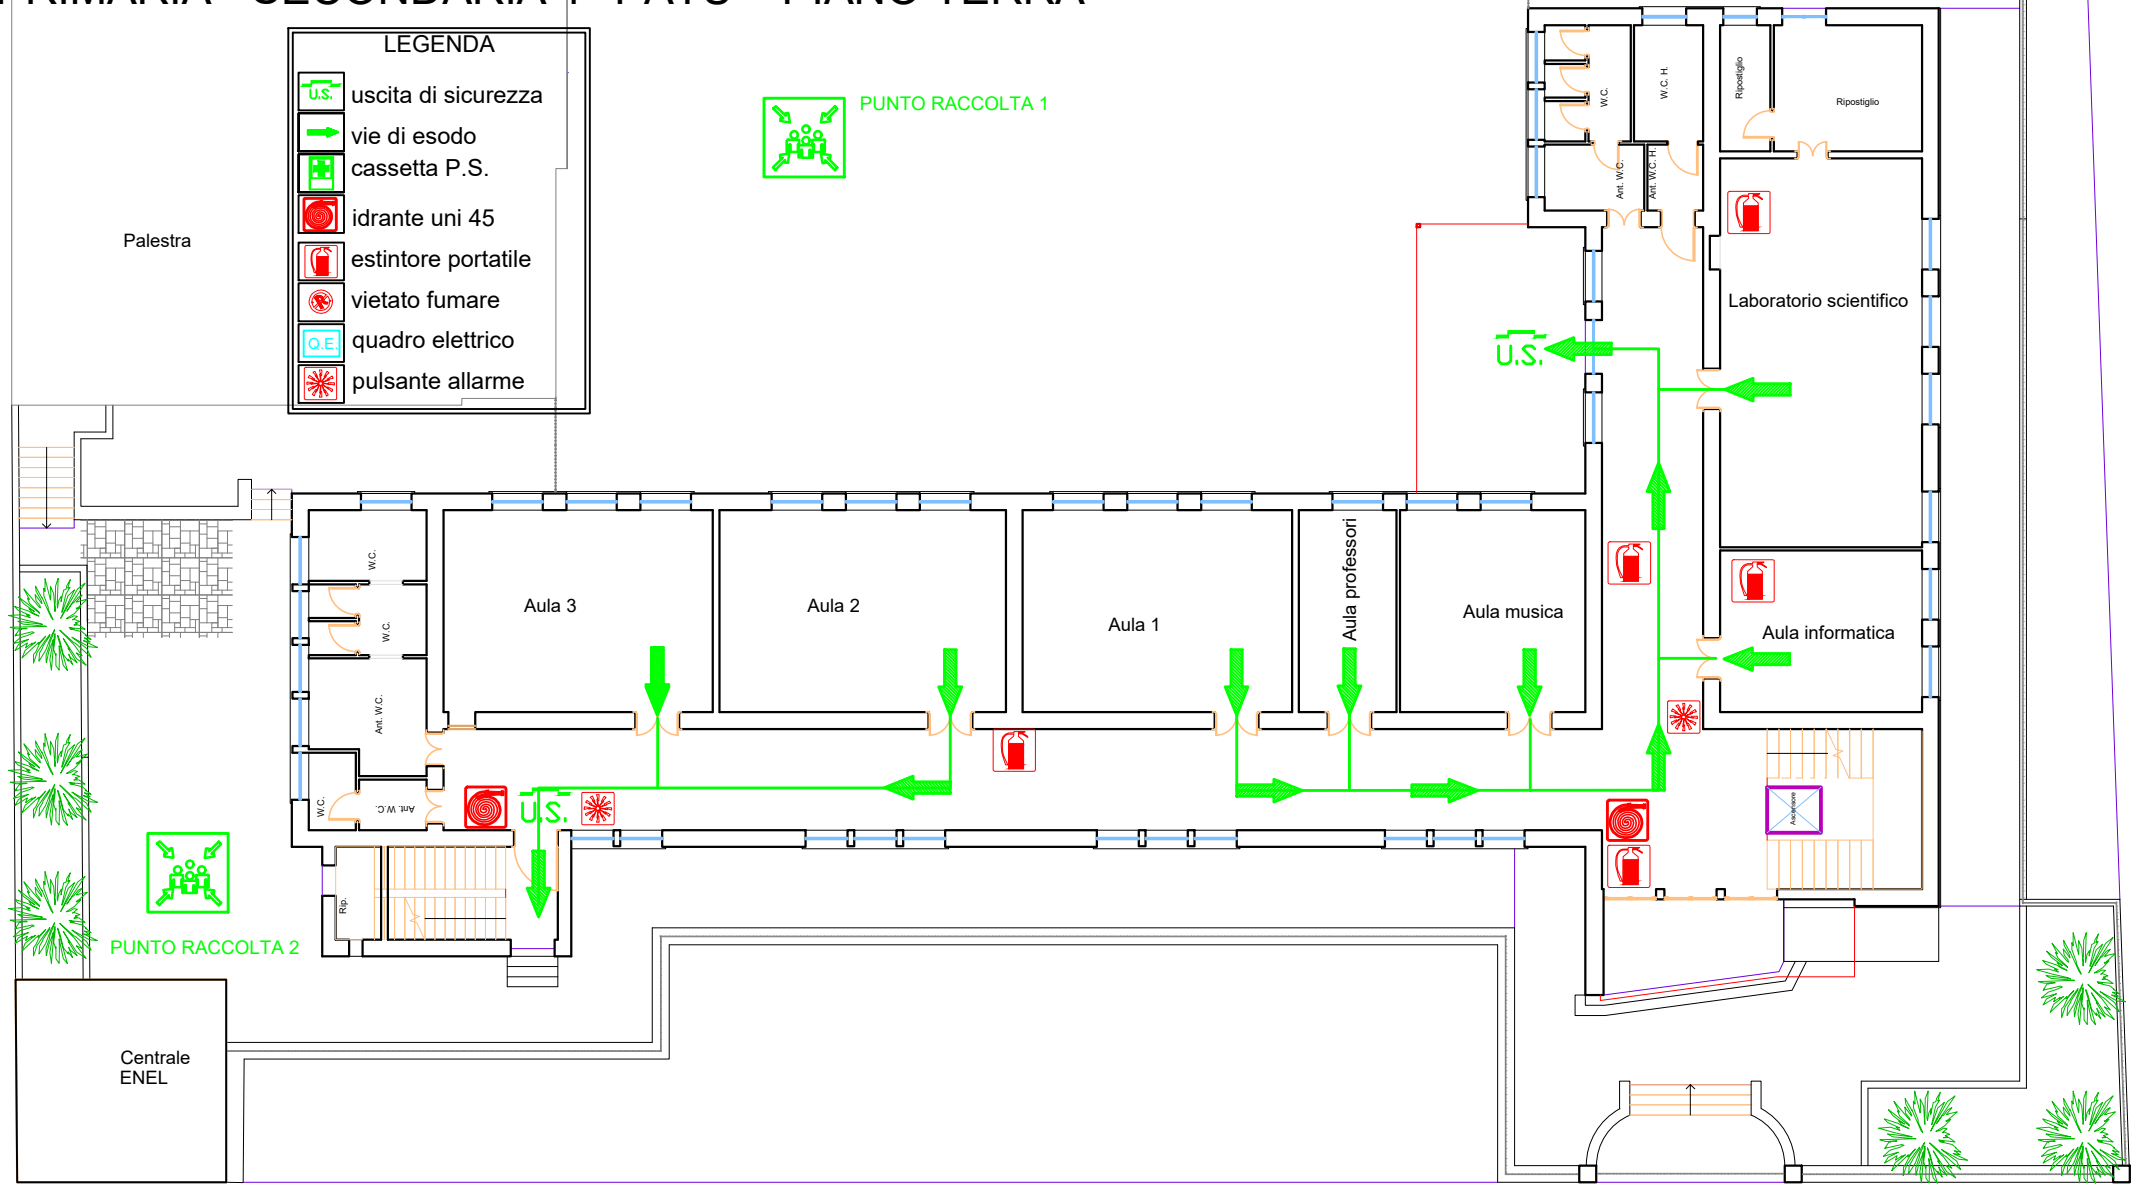 LEGENDA
U.S.
uscita di sicurezza
vie di esodo
cassetta P.S.
idrante uni 45
estintore portatile
vietato fumare
Q.E.
quadro elettrico
pulsante allarme
PUNTO RACCOLTA 1
Palestra
W.C.
W.C. H.
Ripostiglio
Ripostiglio
Ant. W.C.
Ant. W.C. H.
Laboratorio scientifico
U.S.
W.C.
W.C.
Ant. W.C.
W.C.
Ant. W.C.
Aula 3
Aula 2
Aula 1
Aula professori
Aula musica
Aula informatica
U.S.
Ascensore
Rip.
PUNTO RACCOLTA 2
Centrale
ENEL